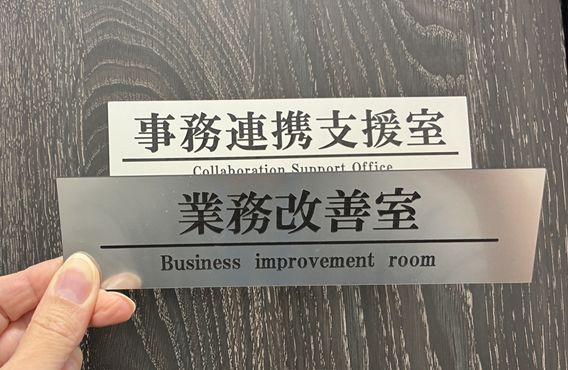 事務連携支援室
Collaboration Support Office
業務改善室
Business improvement room